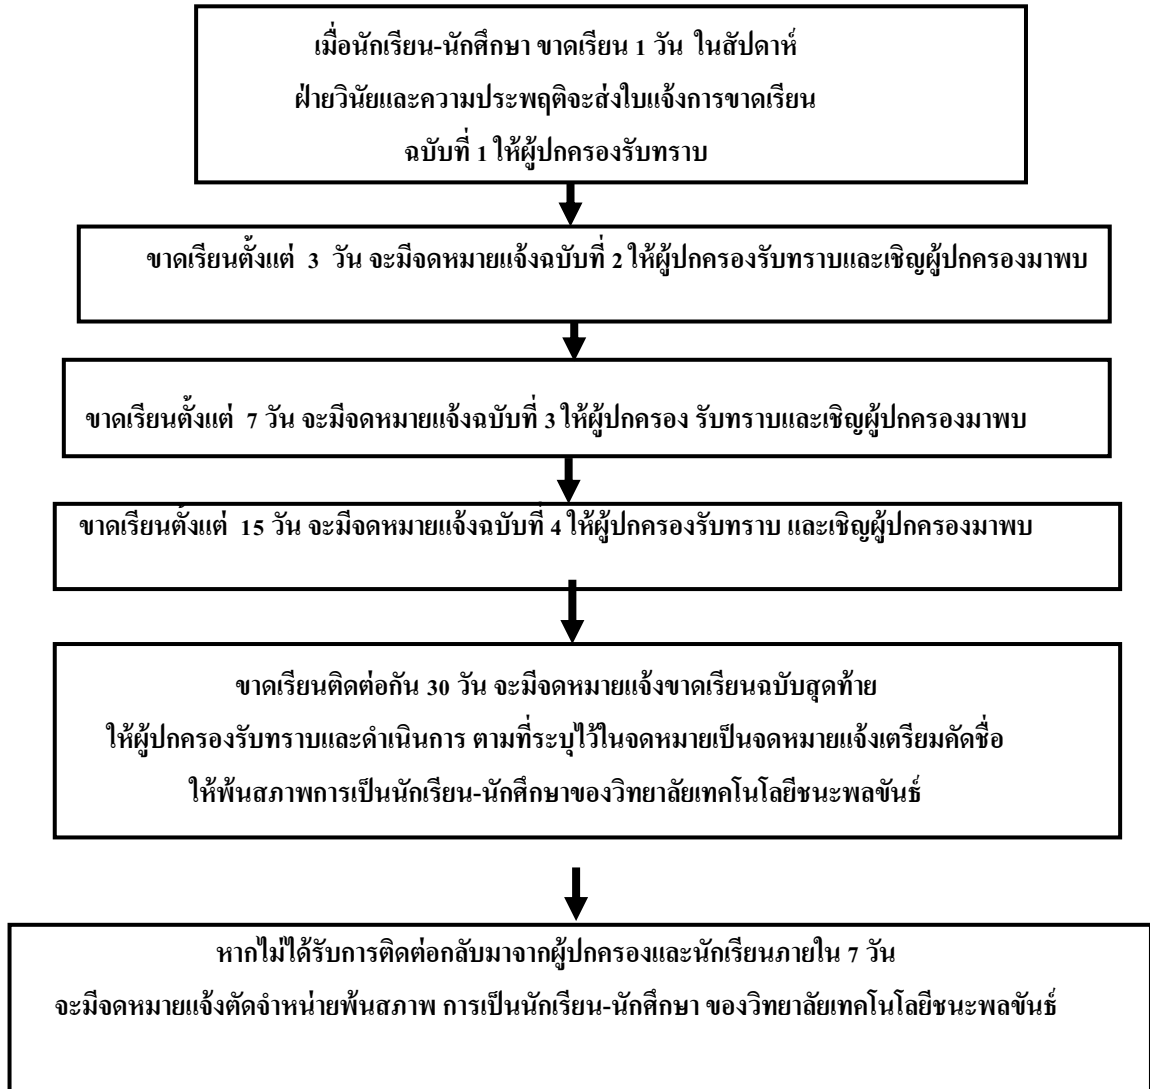 เมื่อนักเรียน-นักศึกษา ขาดเรียน 1 วัน ในสัปดาห์
ฝ่ายวินัยและความประพฤติจะส่งใบแจ้งการขาดเรียน
ฉบับที่ 1 ให้ผู้ปกครองรับทราบ
ขาดเรียนตั้งแต่ 3 วัน จะมีจดหมายแจ้งฉบับที่ 2 ให้ผู้ปกครองรับทราบและเชิญผู้ปกครองมาพบ
ขาดเรียนตั้งแต่ 7 วัน จะมีจดหมายแจ้งฉบับที่ 3 ให้ผู้ปกครอง รับทราบและเชิญผู้ปกครองมาพบ
ขาดเรียนตั้งแต่ 15 วัน จะมีจดหมายแจ้งฉบับที่ 4 ให้ผู้ปกครองรับทราบ และเชิญผู้ปกครองมาพบ
ขาดเรียนติดต่อกัน 30 วัน จะมีจดหมายแจ้งขาดเรียนฉบับสุดท้าย
ให้ผู้ปกครองรับทราบและดำเนินการ ตามที่ระบุไว้ในจดหมายเป็นจดหมายแจ้งเตรียมคัดชื่อ
ให้พ้นสภาพการเป็นนักเรียน-นักศึกษาของวิทยาลัยเทคโนโลยีชนะพลขันธ์
หากไม่ได้รับการติดต่อกลับมาจากผู้ปกครองและนักเรียนภายใน 7 วัน
จะมีจดหมายแจ้งตัดจำหน่ายพ้นสภาพ การเป็นนักเรียน-นักศึกษา ของวิทยาลัยเทคโนโลยีชนะพลขันธ์